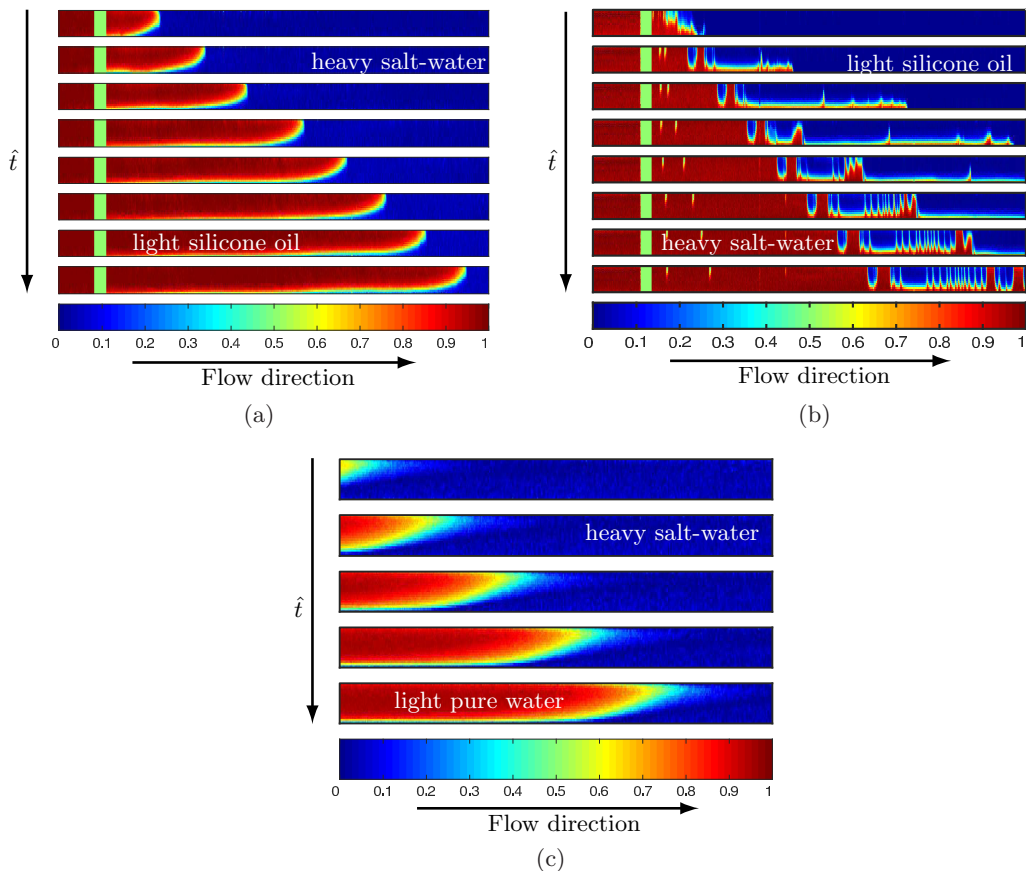 (a)
(b)
heavy salt-water
light silicone oil
t̂
t̂
light silicone oil
heavy salt-water
0 0.1 0.2 0.3 0.4 0.5 0.6 0.7 0.8 0.9 1
0 0.1 0.2 0.3 0.4 0.5 0.6 0.7 0.8 0.9 1
Flow direction
Flow direction
(a)
(b)
heavy salt-water
t̂
light pure water
0 0.1 0.2 0.3 0.4 0.5 0.6 0.7 0.8 0.9 1
Flow direction
(c)